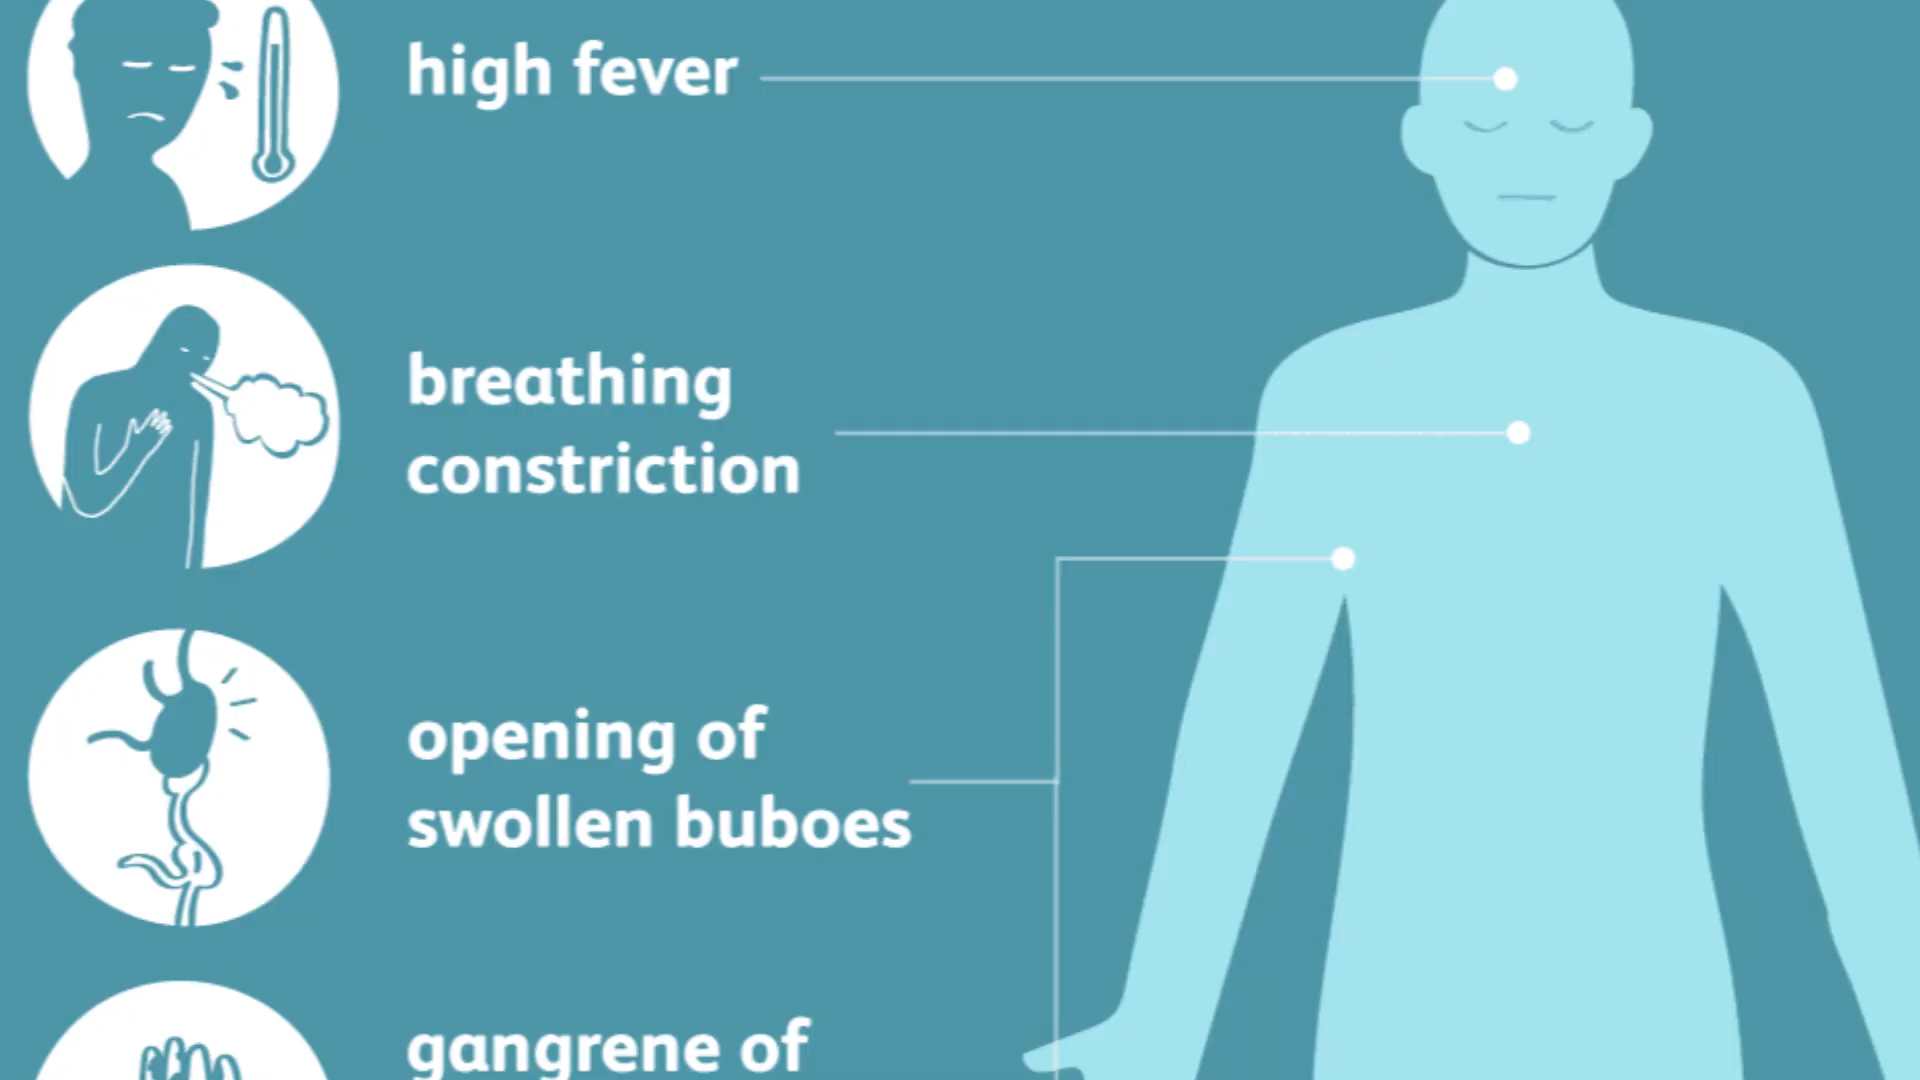 high fever
breathing
constriction
opening of
swollen buboes
gangrene of